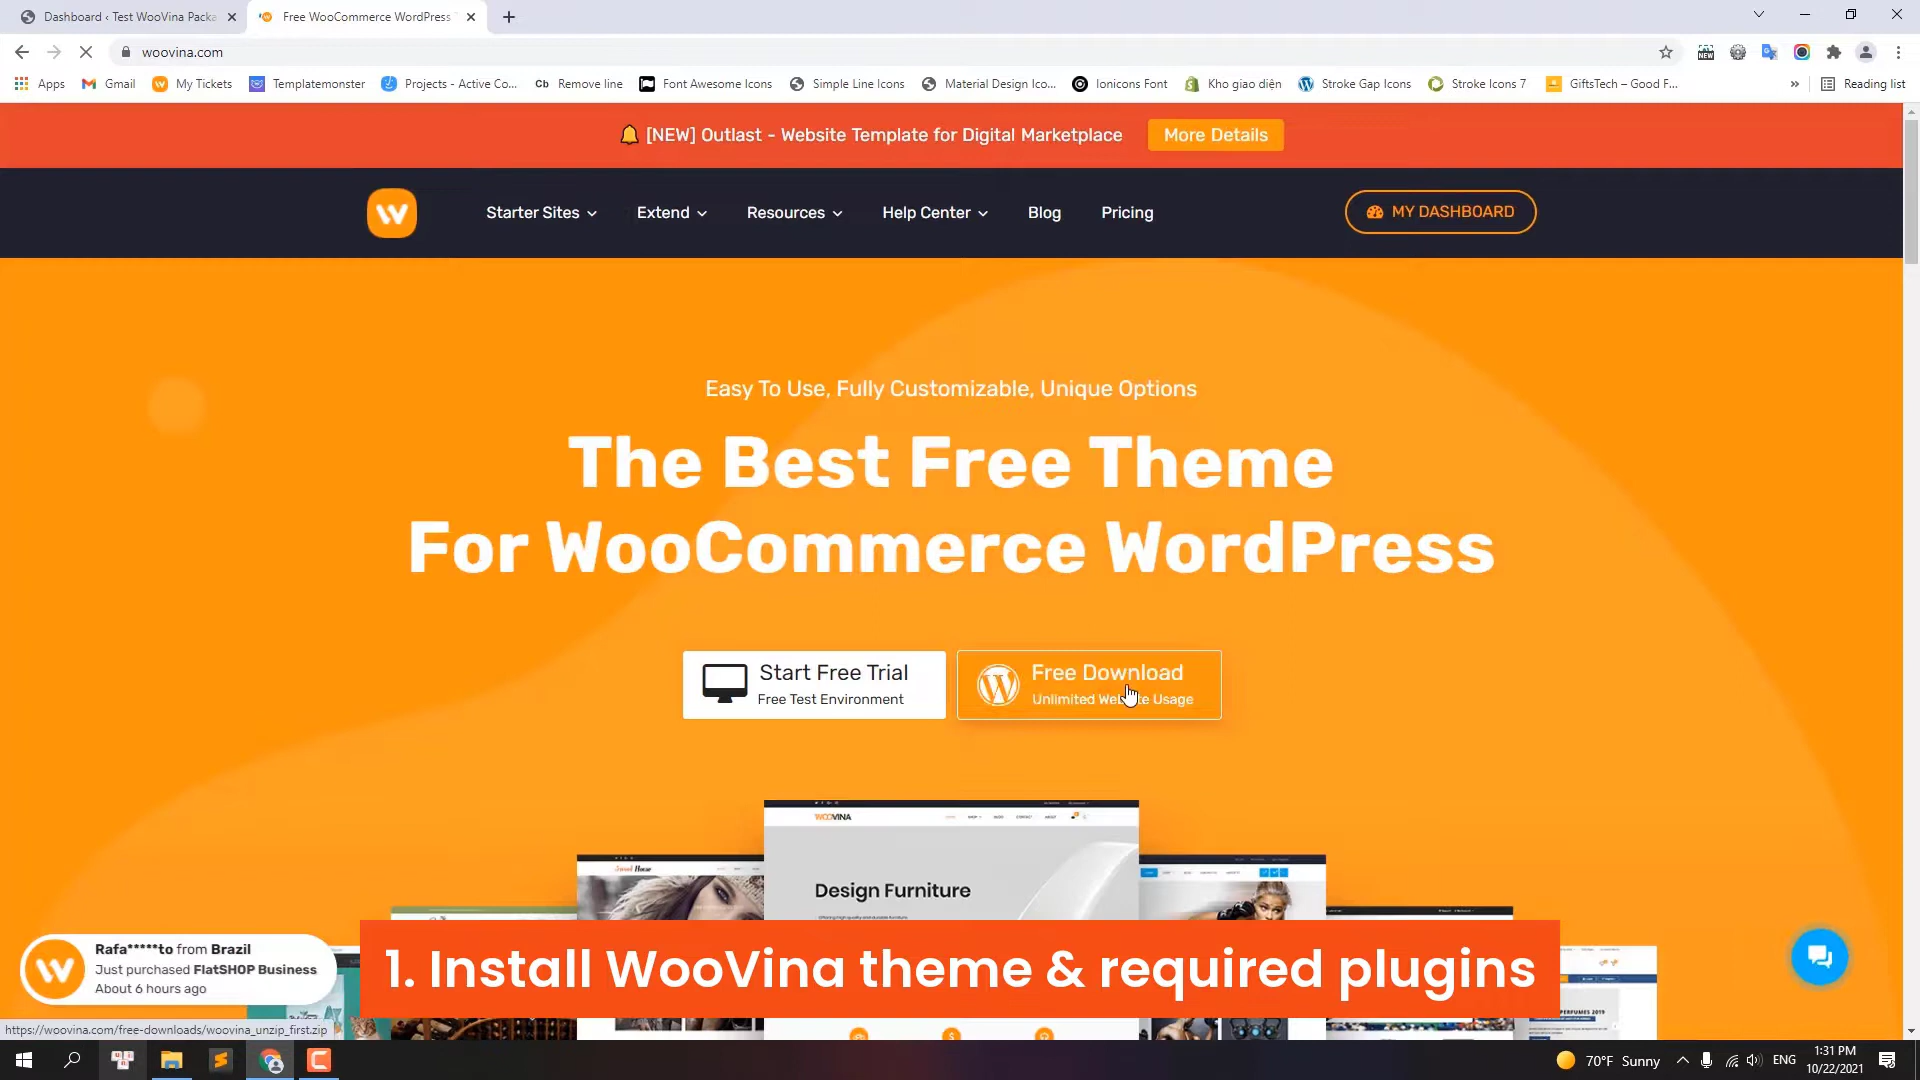 Dashboard ‹ Test WooVina Packa
Free WooCommerce WordPress
woovina.com
Apps
Gmail
My Tickets
Templatemonster
Projects - Active Co...
Cb Remove line
Font Awesome Icons
Simple Line Icons
Material Design Ico...
Ionicons Font
Kho giao diện
Stroke Gap Icons
Stroke Icons 7
GiftsTech – Good F...
»
Reading list
[NEW] Outlast - Website Template for Digital Marketplace
More Details
Starter Sites
Extend
Resources
Help Center
Blog
Pricing
MY DASHBOARD
Easy To Use, Fully Customizable, Unique Options
The Best Free Theme
For WooCommerce WordPress
Start Free Trial
Free Test Environment
Free Download
Unlimited Website Usage
WOOVINA
Design Furniture
Rafa*****to from Brazil
Just purchased FlatSHOP Business
About 6 hours ago
1. Install WooVina theme & required plugins
https://woovina.com/free-downloads/woovina_unzip_first.zip
70°F Sunny
ENG
1:31 PM
10/22/2021